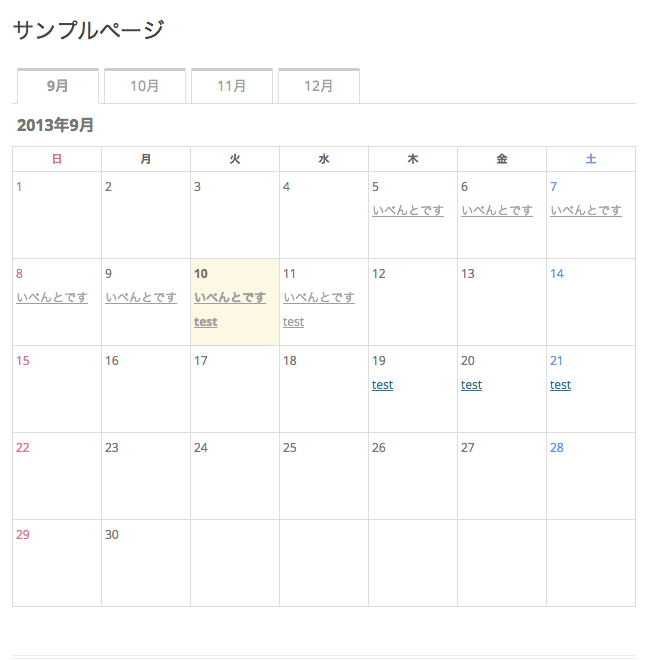 サンプルページ
9月 10月 11月 12月
2013年9月
日 月 火 水 木 金 土
1 2 3 4 5 6 7
いべんとです いべんとです いべんとです
8 9 10 11 12 13 14
いべんとです いべんとです いべんとです いべんとです
test test
15 16 17 18 19 20 21
test test test
22 23 24 25 26 27 28
29 30